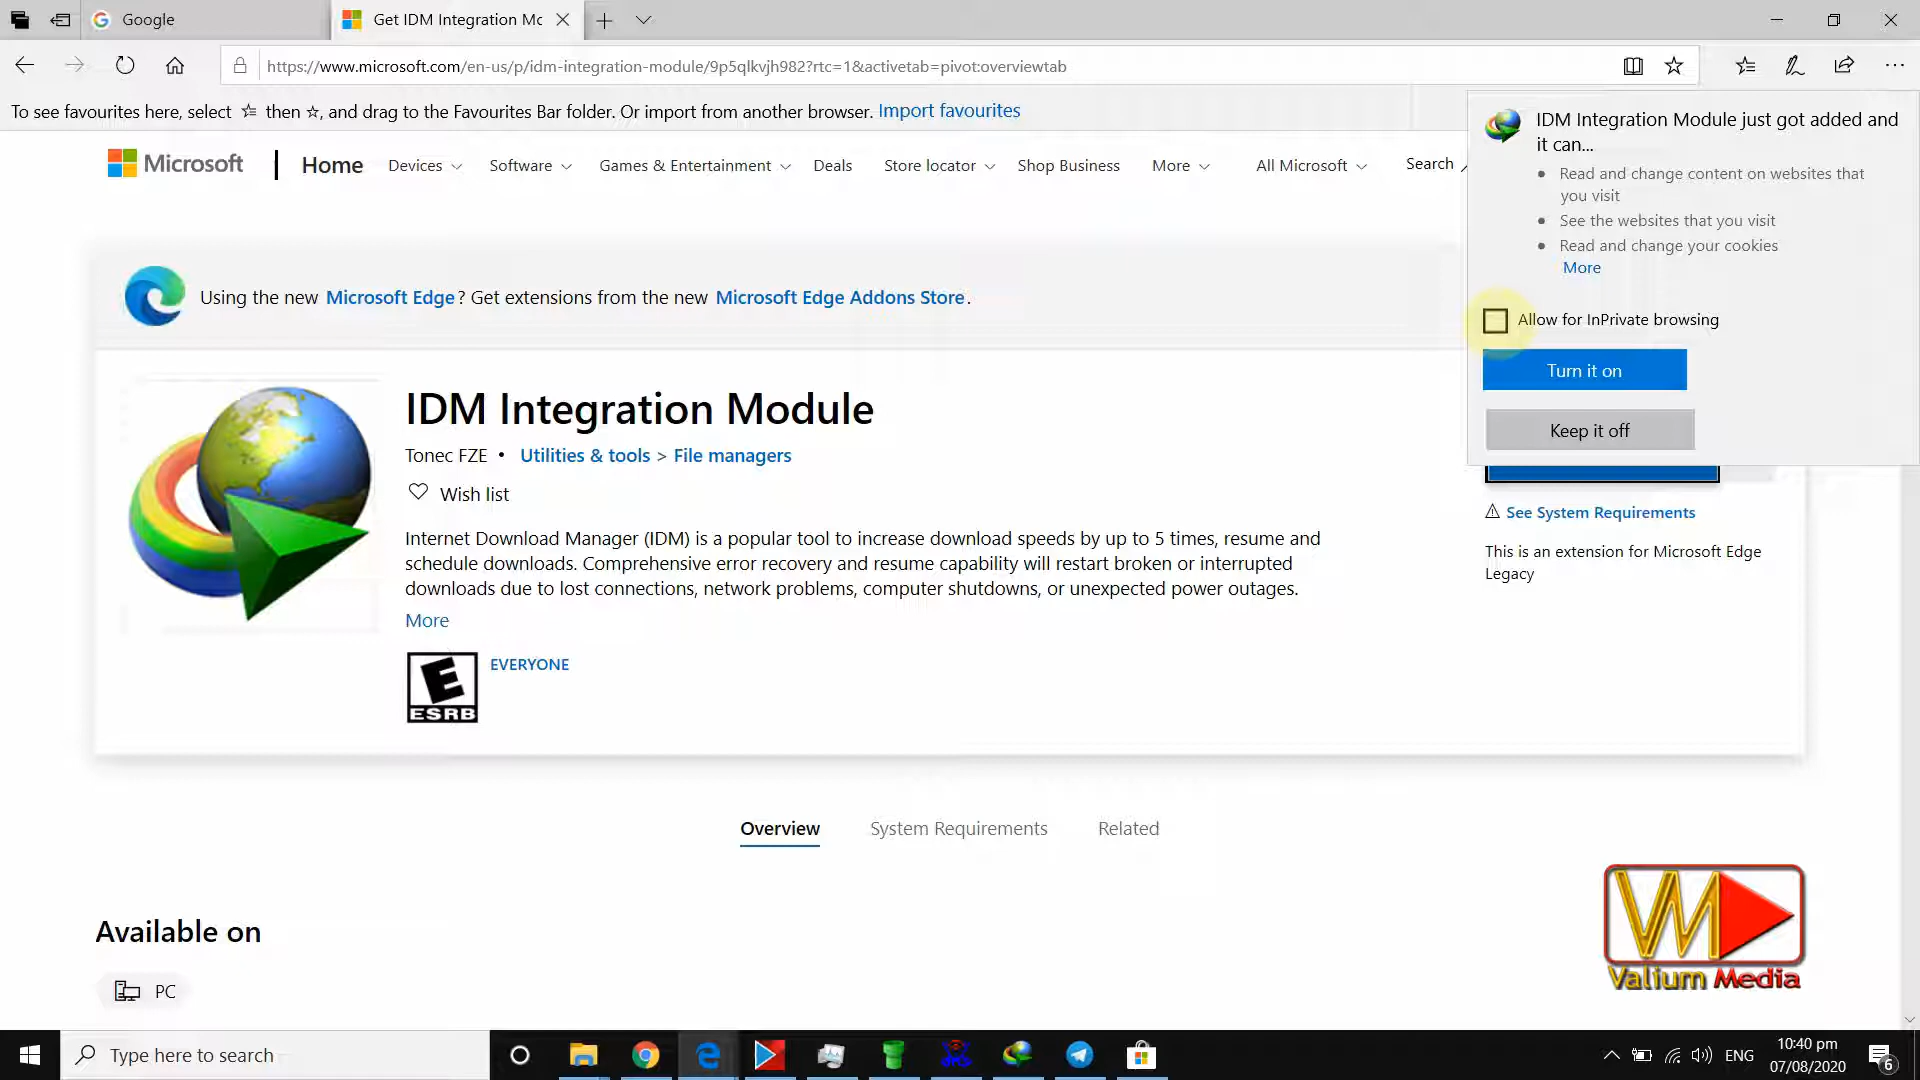 Google
Get IDM Integration Mc
https://www.microsoft.com/en-us/p/idm-integration-module/9p5qlkvjh982?rtc=1&activetab=pivot:overviewtab
To see favourites here, select ☆ then ☆, and drag to the Favourites Bar folder. Or import from another browser. Import favourites
Microsoft
Home Devices Software Games & Entertainment Deals Store locator Shop Business More All Microsoft Search
IDM Integration Module just got added and
it can...
• Read and change content on websites that
you visit
• See the websites that you visit
• Read and change your cookies
More
Allow for InPrivate browsing
Turn it on
Keep it off
Using the new Microsoft Edge? Get extensions from the new Microsoft Edge Addons Store.
IDM Integration Module
Tonec FZE • Utilities & tools > File managers
Wish list
Internet Download Manager (IDM) is a popular tool to increase download speeds by up to 5 times, resume and
schedule downloads. Comprehensive error recovery and resume capability will restart broken or interrupted
downloads due to lost connections, network problems, computer shutdowns, or unexpected power outages.
More
E
ESRB
EVERYONE
See System Requirements
This is an extension for Microsoft Edge
Legacy
Overview System Requirements Related
Available on
PC
VM
Valium Media
Type here to search
ENG
10:40 pm
07/08/2020
6